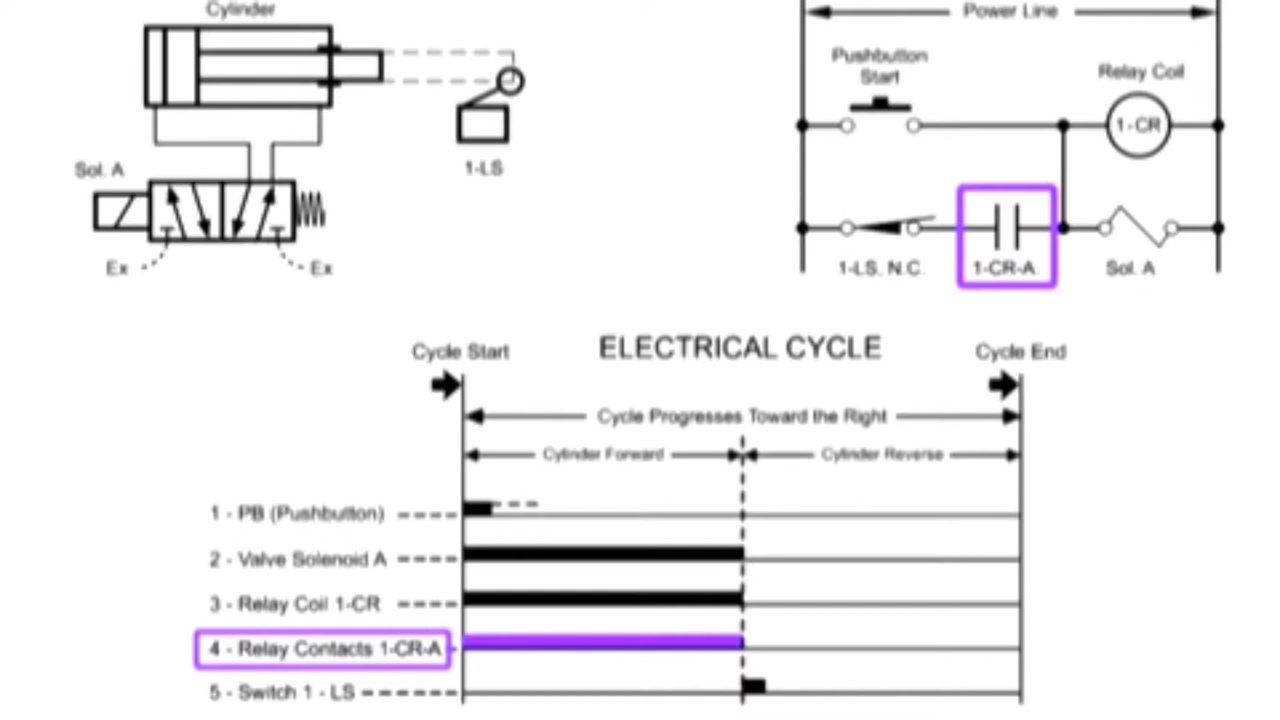 Cylinder
Sol. A
1-LS
Ex
Ex
Power Line
Pushbutton
Start
Relay Coil
1-CR
1-LS. N.C.
1-CR-A.
Sol. A
ELECTRICAL CYCLE
Cycle Start
Cycle End
Cycle Progresses Toward the Right
Cylinder Forward
Cylinder Reverse
1 - PB (Pushbutton)
2 - Valve Solenoid A
3 - Relay Coil 1-CR
4 - Relay Contacts 1-CR-A
5 - Switch 1 - LS